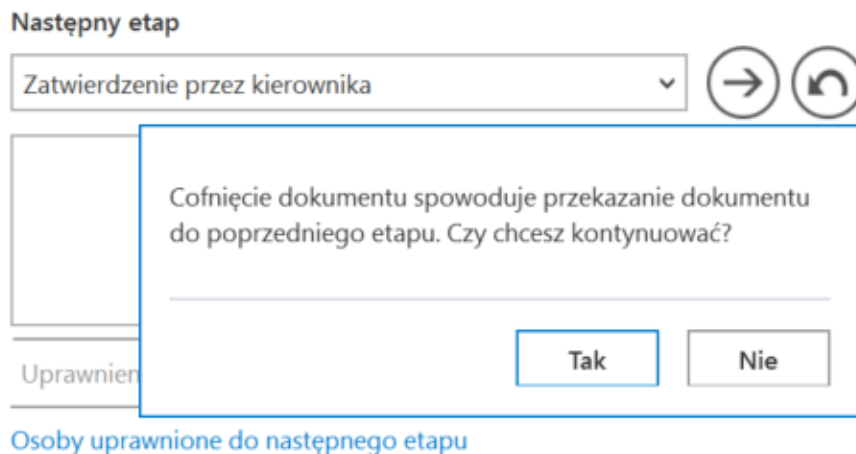 Następny etap
Zatwierdzenie przez kierownika
Cofnięcie dokumentu spowoduje przekazanie dokumentu
do poprzedniego etapu. Czy chcesz kontynuować?
Tak
Nie
Uprawnien
Osoby uprawnione do następnego etapu